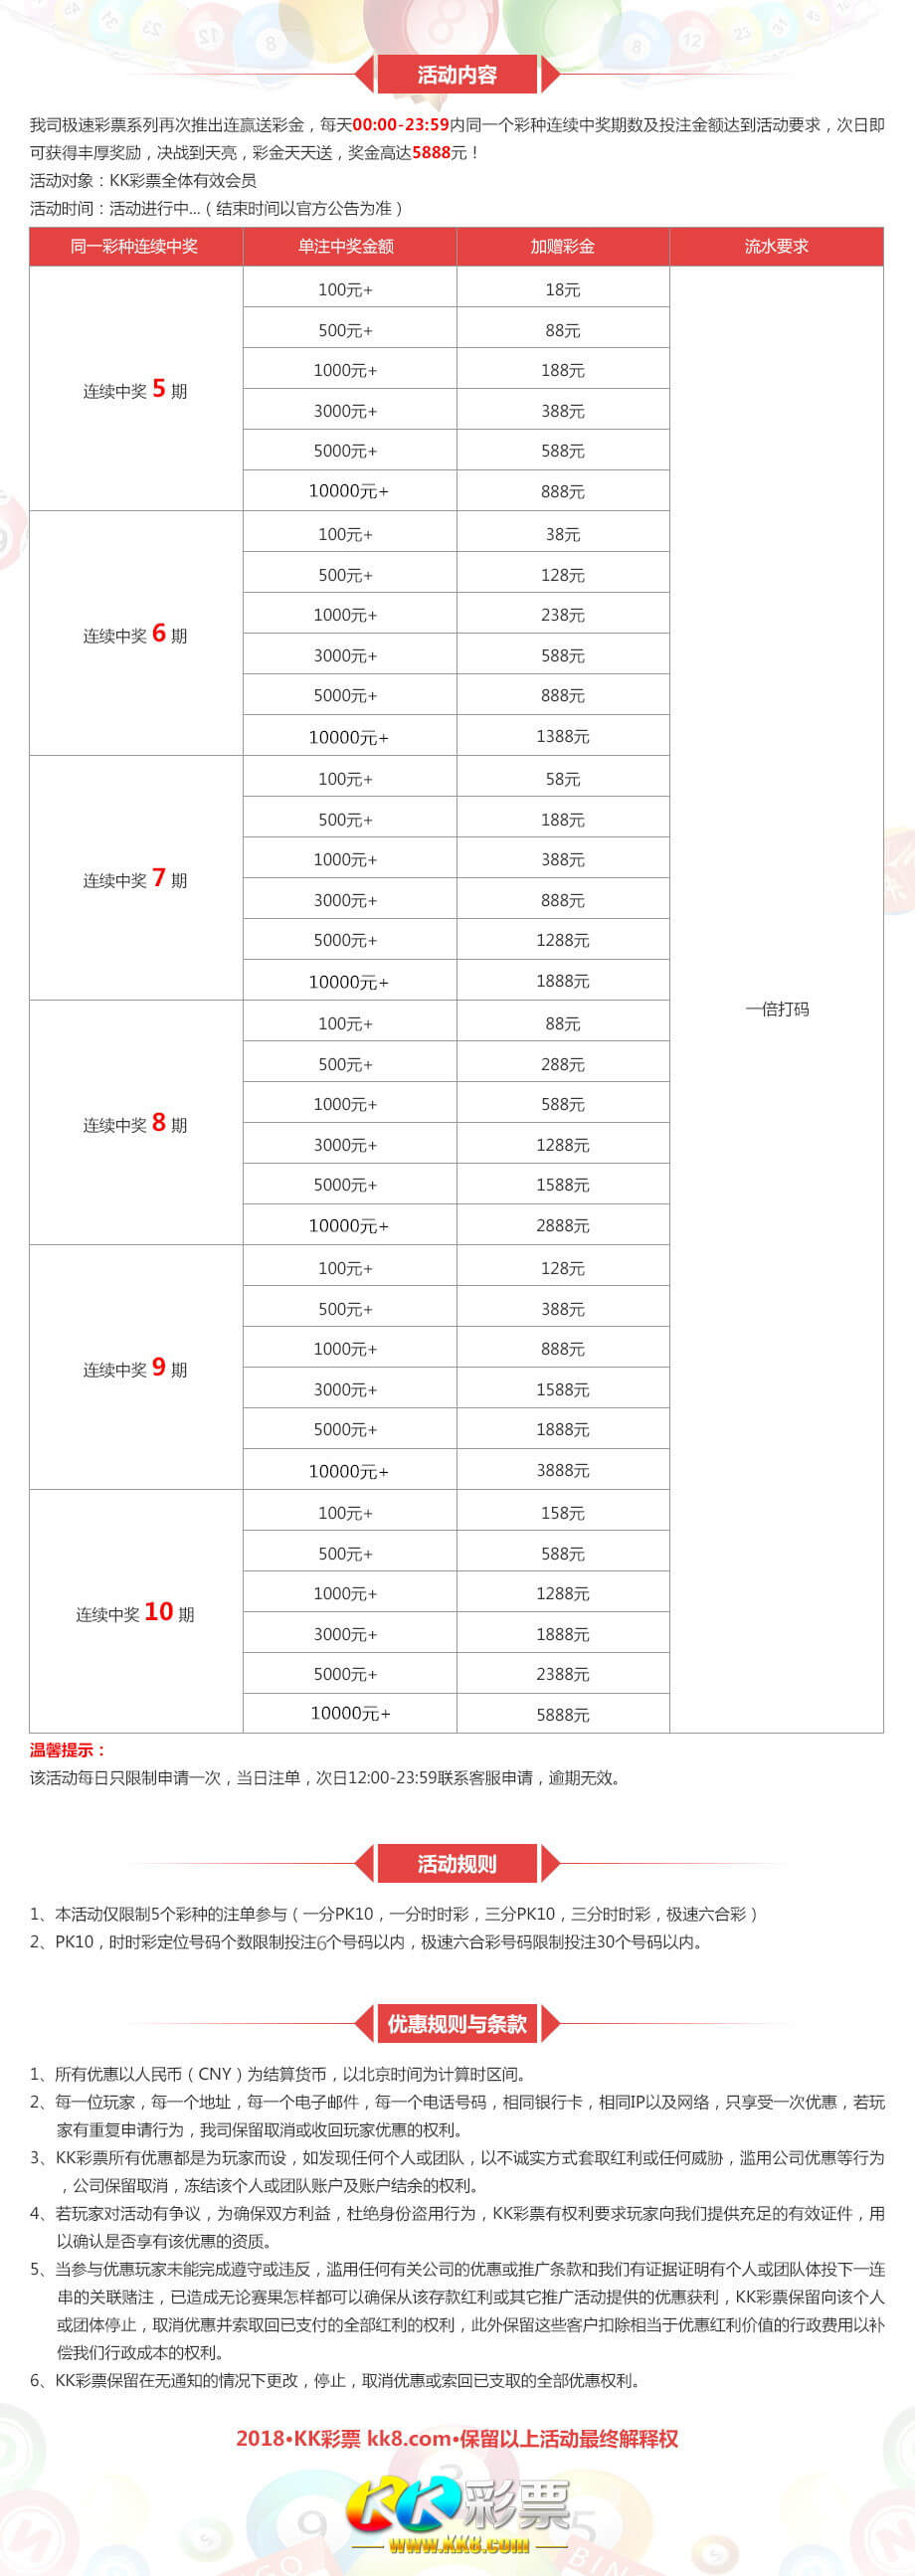 活动内容
我司极速彩票系列再次推出连赢送彩金，每天00:00-23:59内同一个彩种连续中奖期数及投注金额达到活动要求，次日即
可获得丰厚奖励，决战到天亮，彩金天天送，奖金高达5888元！
活动对象：KK彩票全体有效会员
活动时间：活动进行中...（结束时间以官方公告为准）
同一彩种连续中奖 单注中奖金额 加赠彩金 流水要求
100元+ 18元
500元+ 88元
1000元+ 188元
连续中奖 5 期
3000元+ 388元
5000元+ 588元
10000元+ 888元
100元+ 38元
500元+ 128元
1000元+ 238元
连续中奖 6 期
3000元+ 588元
5000元+ 888元
10000元+ 1388元
100元+ 58元
500元+ 188元
1000元+ 388元
连续中奖 7 期
3000元+ 888元
5000元+ 1288元
10000元+ 1888元
一倍打码
100元+ 88元
500元+ 288元
1000元+ 588元
连续中奖 8 期
3000元+ 1288元
5000元+ 1588元
10000元+ 2888元
100元+ 128元
500元+ 388元
1000元+ 888元
连续中奖 9 期
3000元+ 1588元
5000元+ 1888元
10000元+ 3888元
100元+ 158元
500元+ 588元
1000元+ 1288元
连续中奖 10 期
3000元+ 1888元
5000元+ 2388元
10000元+ 5888元
温馨提示：
该活动每日只限制申请一次，当日注单，次日12:00-23:59联系客服申请，逾期无效。
活动规则
1、本活动仅限制5个彩种的注单参与（一分PK10，一分时时彩，三分PK10，三分时时彩，极速六合彩）
2、PK10，时时彩定位号码个数限制投注6个号码以内，极速六合彩号码限制投注30个号码以内。
优惠规则与条款
1、所有优惠以人民币（CNY）为结算货币，以北京时间为计算时区间。
2、每一位玩家，每一个地址，每一个电子邮件，每一个电话号码，相同银行卡，相同IP以及网络，只享受一次优惠，若玩
家有重复申请行为，我司保留取消或收回玩家优惠的权利。
3、KK彩票所有优惠都是为玩家而设，如发现任何个人或团队，以不诚实方式套取红利或任何威胁，滥用公司优惠等行为
，公司保留取消，冻结该个人或团队账户及账户结余的权利。
4、若玩家对活动有争议，为确保双方利益，杜绝身份盗用行为，KK彩票有权利要求玩家向我们提供充足的有效证件，用
以确认是否享有该优惠的资质。
5、当参与优惠玩家未能完成遵守或违反，滥用任何有关公司的优惠或推广条款和我们有证据证明有个人或团队体投下一连
串的关联赌注，已造成无论赛果怎样都可以确保从该存款红利或其它推广活动提供的优惠获利，KK彩票保留向该个人
或团体停止，取消优惠并索取回已支付的全部红利的权利，此外保留这些客户扣除相当于优惠红利价值的行政费用以补
偿我们行政成本的权利。
6、KK彩票保留在无通知的情况下更改，停止，取消优惠或索回已支取的全部优惠权利。
2018•KK彩票 kk8.com•保留以上活动最终解释权
KK彩票
www.KK8.com